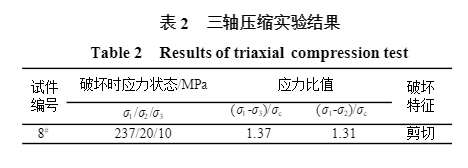 表 2 三轴压缩实验结果
Table 2 Results of triaxial compression test
试件编号 破坏时应力状态/MPa 应力比值 破坏特征
σ1/σ2/σ3 (σ1-σ3)/σc (σ1-σ2)/σc
8# 237/20/10 1.37 1.31 剪切